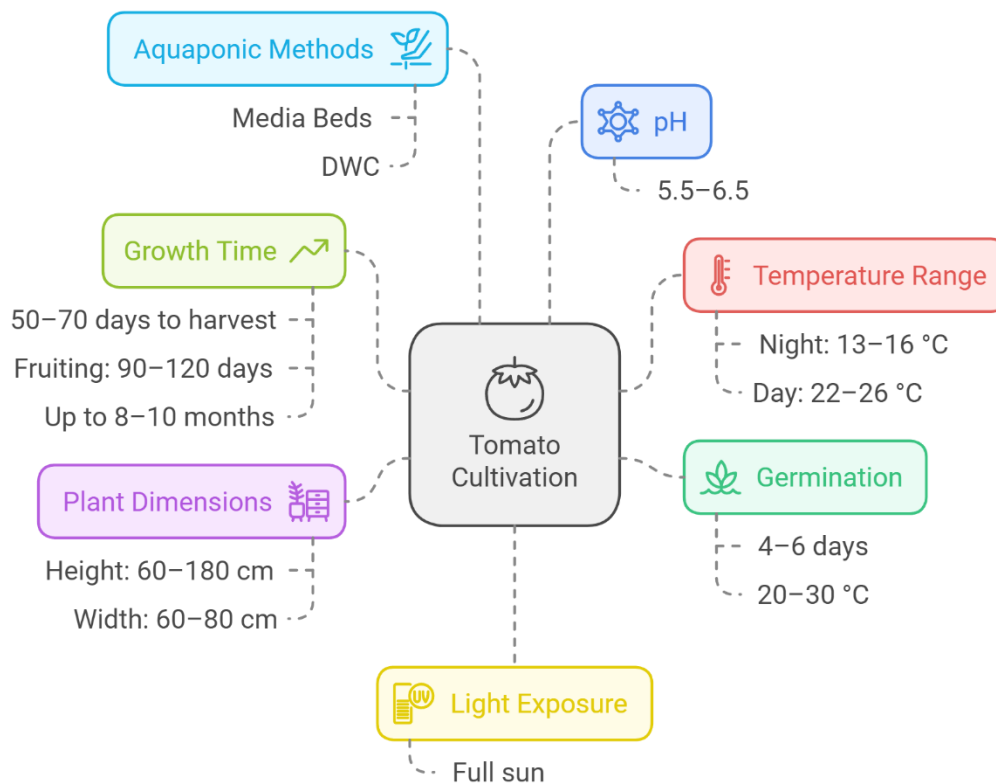 Aquaponic Methods
Media Beds
DWC
pH
5.5–6.5
Growth Time
50–70 days to harvest
Fruiting: 90–120 days
Up to 8–10 months
Temperature Range
Night: 13–16 °C
Day: 22–26 °C
Tomato
Cultivation
Plant Dimensions
Height: 60–180 cm
Width: 60–80 cm
Germination
4–6 days
20–30 °C
UV
Light Exposure
Full sun